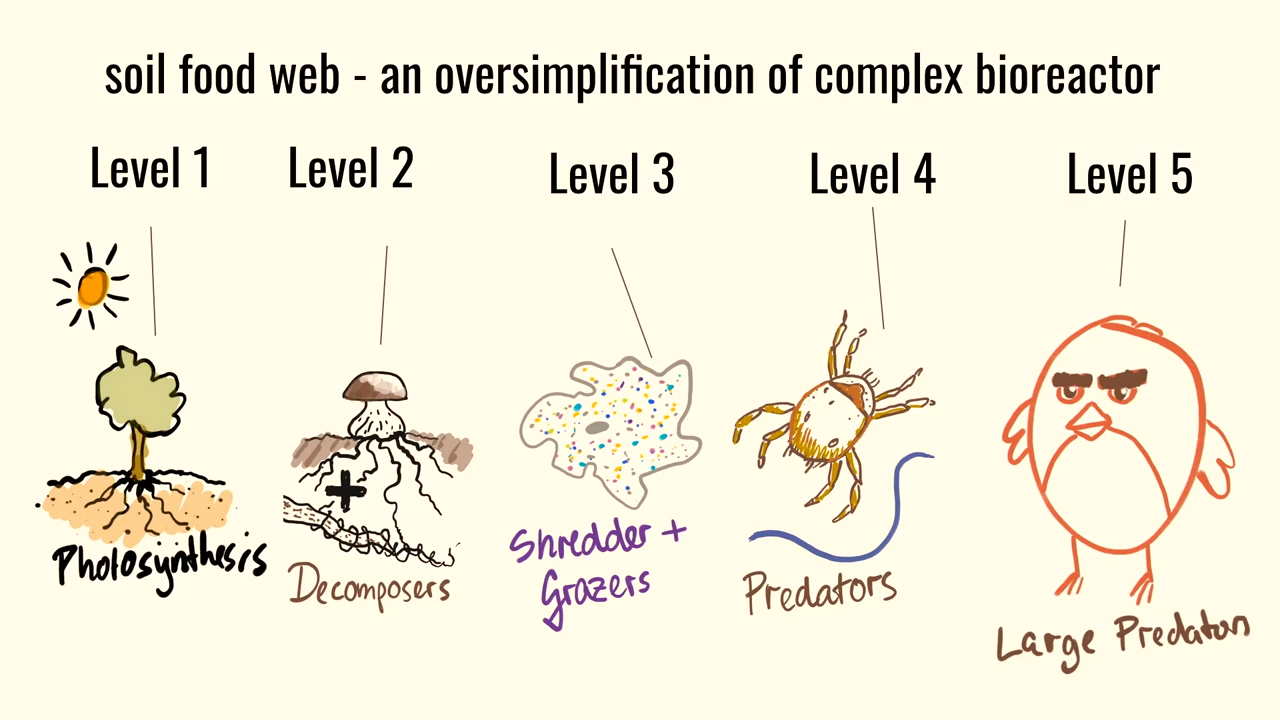 soil food web - an oversimplification of complex bioreactor
Level 1
Level 2
Level 3
Level 4
Level 5
Photosynthesis
Decomposers
Shredder +
Grazers
Predators
Large Predators